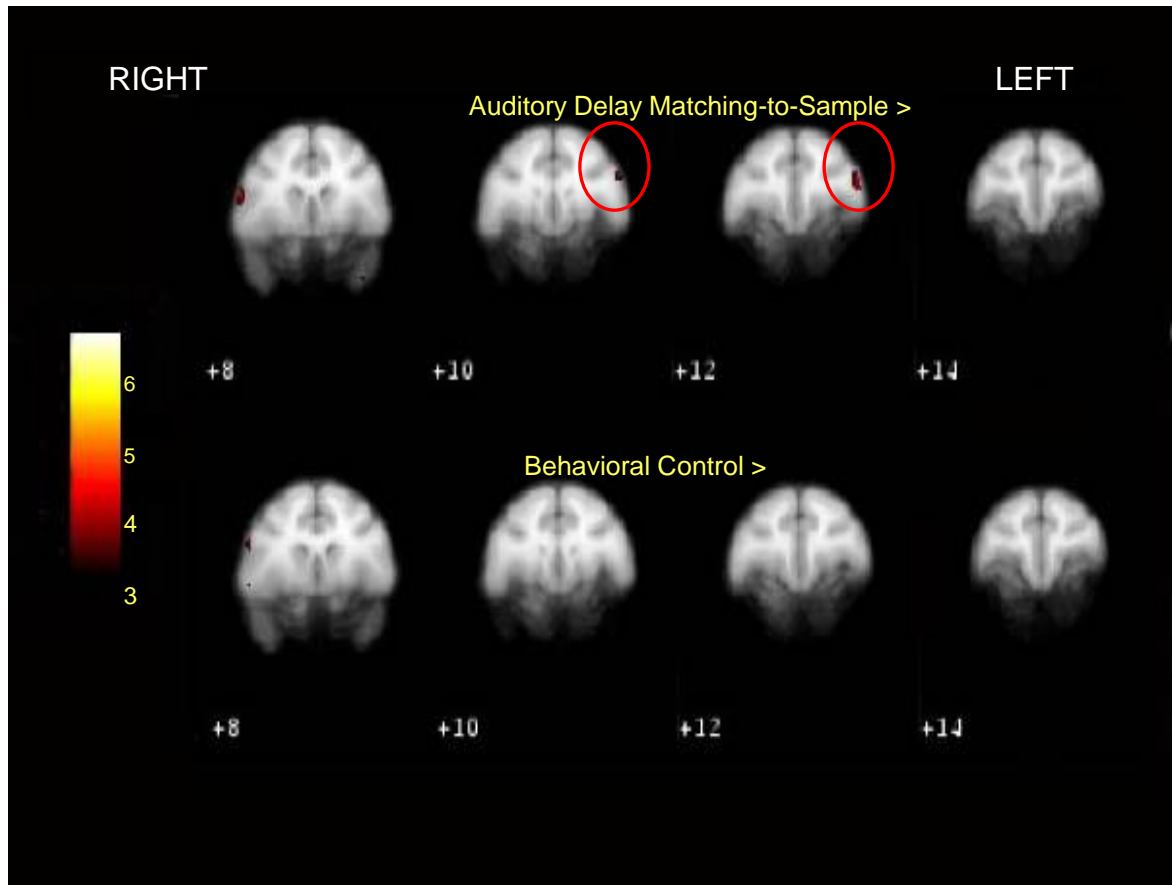 RIGHT LEFT
Auditory Delay Matching-to-Sample >
+8 +10 +12 +14
6
5
4
3
Behavioral Control >
+8 +10 +12 +14